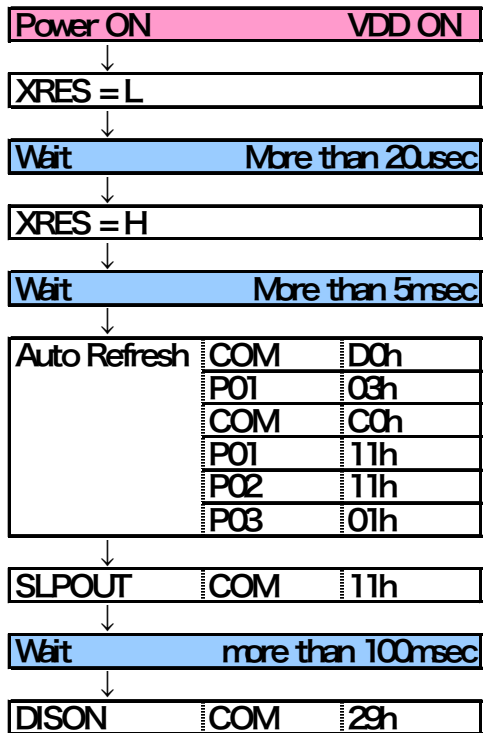 Power ON VDD ON
↓
XRES = L
↓
Wait More than 20usec
↓
XRES = H
↓
Wait More than 5msec
↓
Auto Refresh COM D0h
P01 03h
COM C0h
P01 11h
P02 11h
P03 01h
↓
SLPOUT COM 11h
↓
Wait more than 100msec
↓
DISON COM 29h